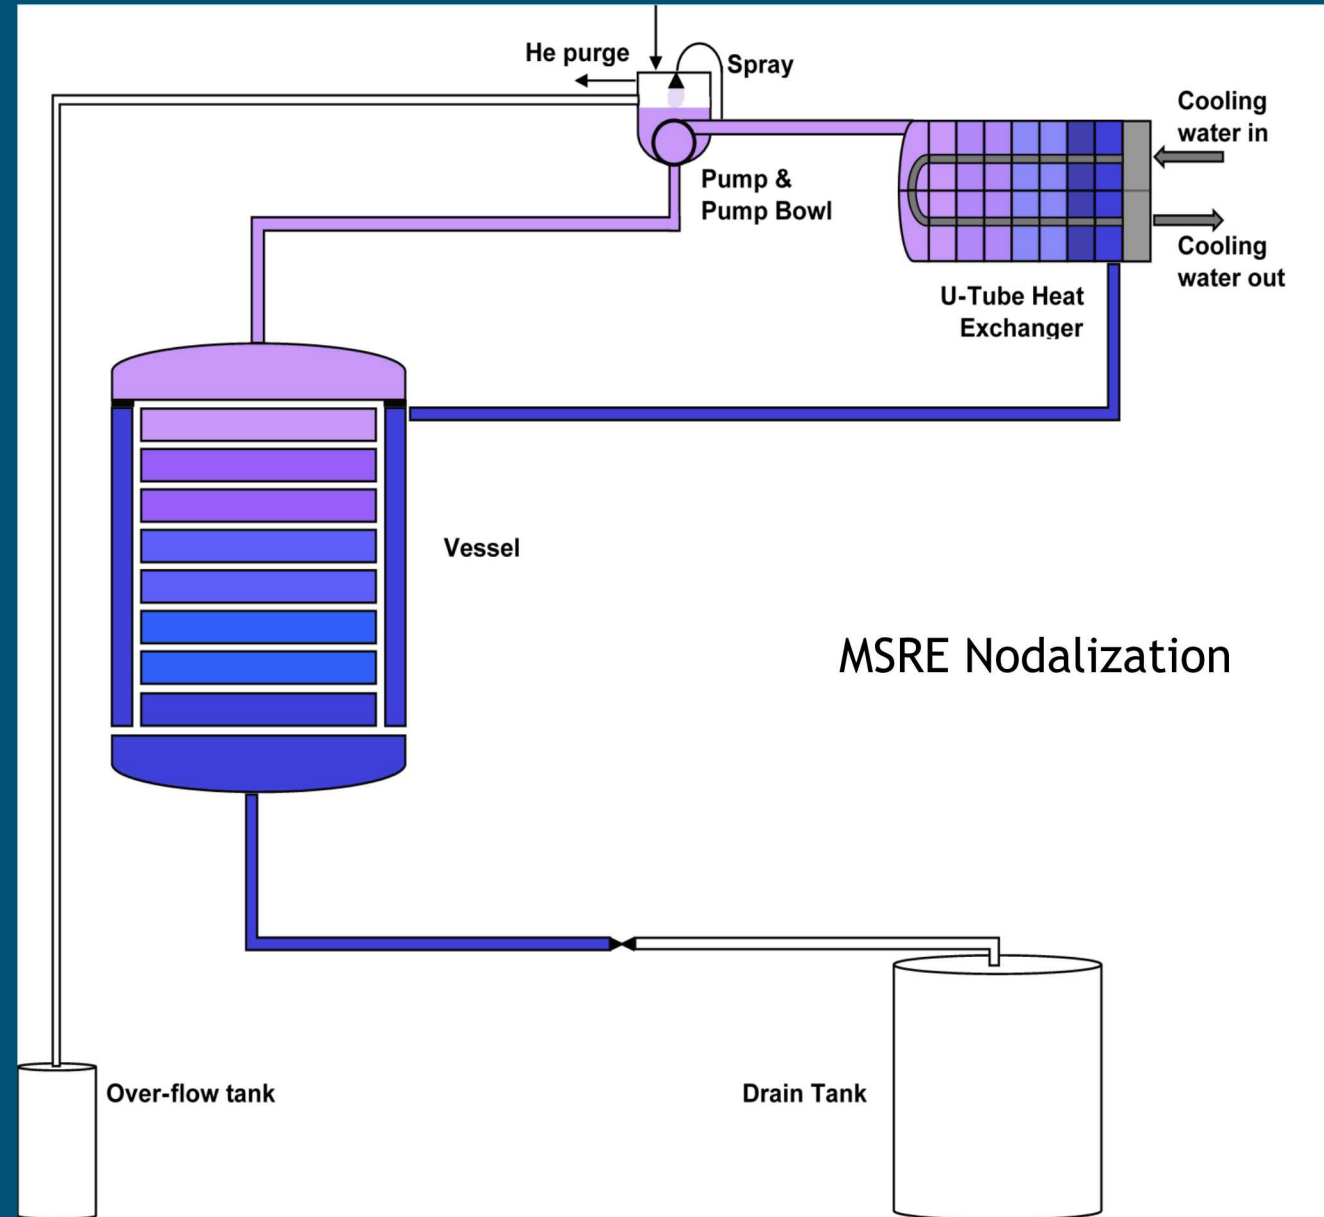 He purge
Spray
Cooling
water in
Pump &
Pump Bowl
Cooling
water out
U-Tube Heat
Exchanger
Vessel
MSRE Nodalization
Over-flow tank
Drain Tank